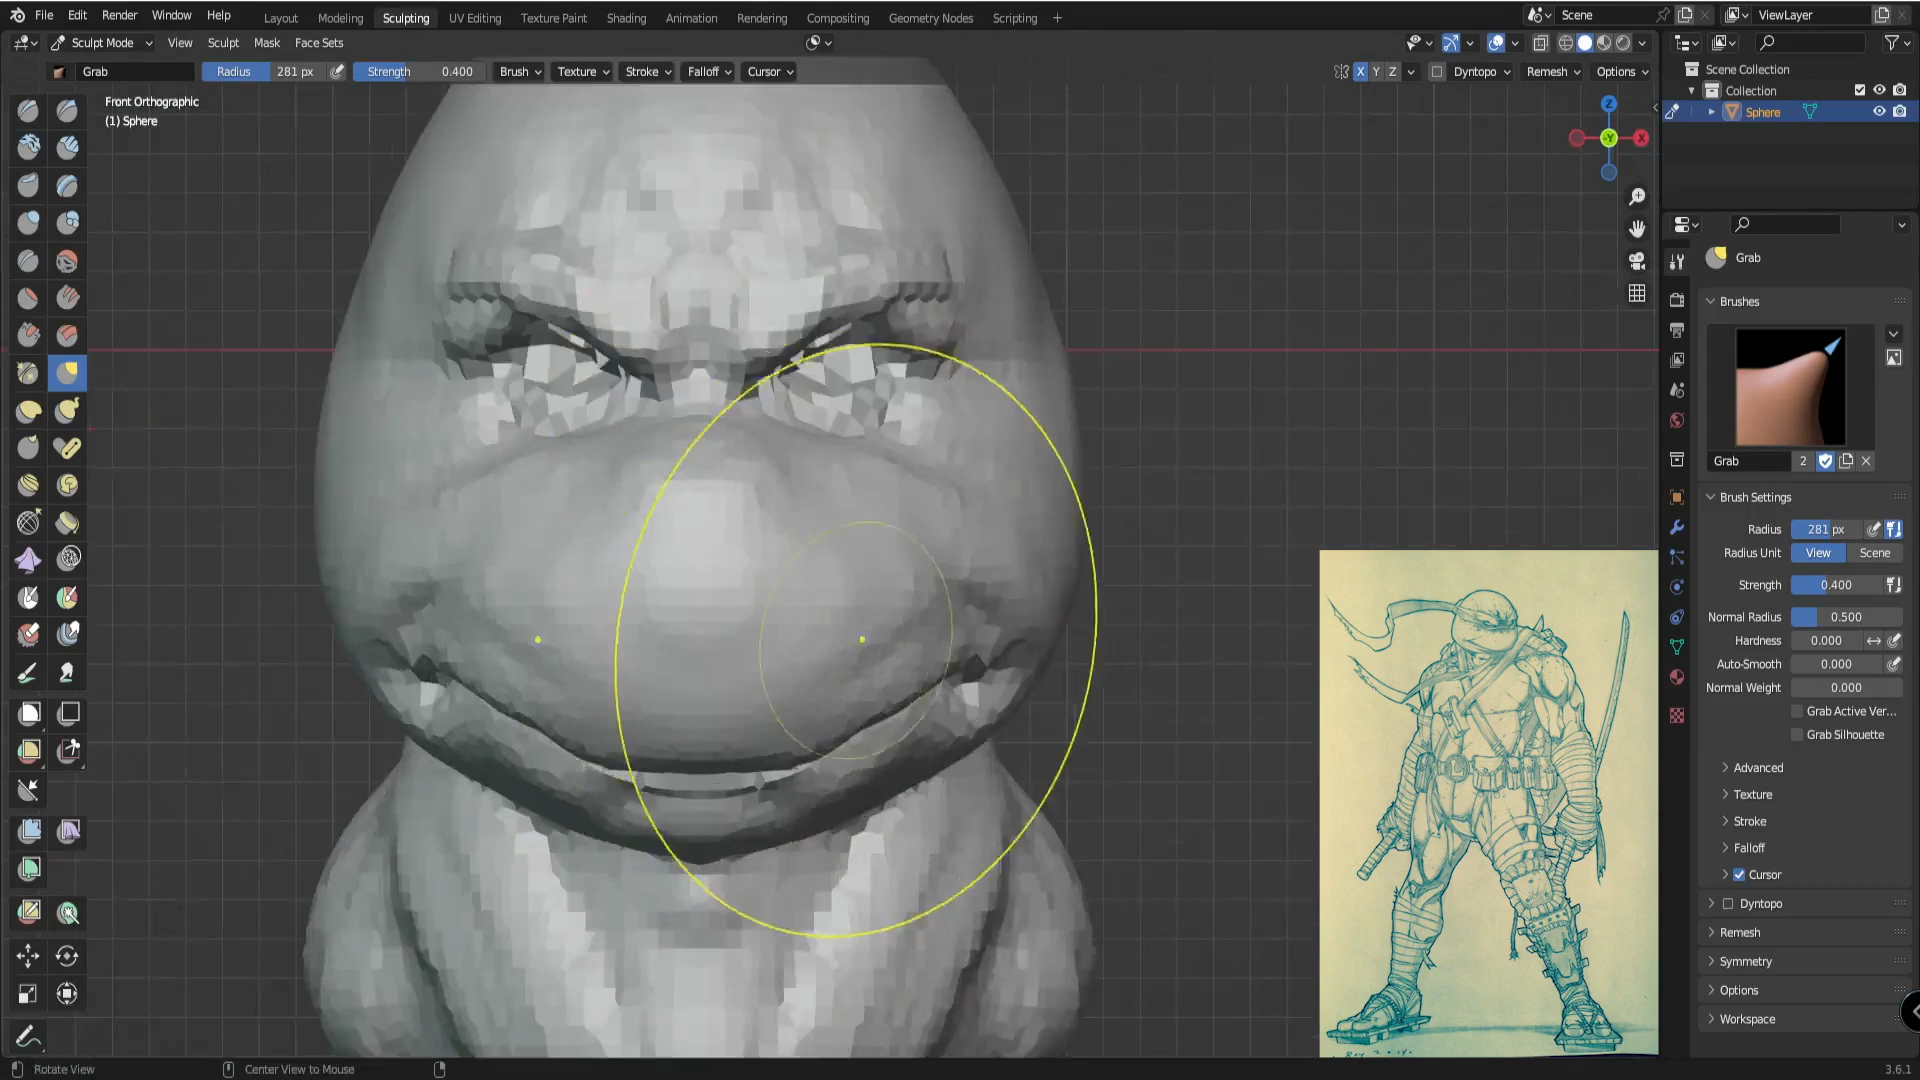 File Edit Render Window Help
Layout Modeling Sculpting UV Editing Texture Paint Shading Animation Rendering Compositing Geometry Nodes Scripting +
Scene
ViewLayer
Sculpt Mode View Sculpt Mask Face Sets
Grab
Radius 281 px
Strength 0.400
Brush Texture Stroke Falloff Cursor
X Y Z
Dyntopo Remesh Options
Front Orthographic
(1) Sphere
Z
-Y
X
Scene Collection
Collection
Sphere
Grab
Brushes
Grab 2
Brush Settings
Radius 281 px
Radius Unit View Scene
Strength 0.400
Normal Radius 0.500
Hardness 0.000
Auto-Smooth 0.000
Normal Weight 0.000
Grab Active Ver...
Grab Silhouette
Advanced
Texture
Stroke
Falloff
Cursor
Dyntopo
Remesh
Symmetry
Options
Workspace
Rotate View
Center View to Mouse
3.6.1